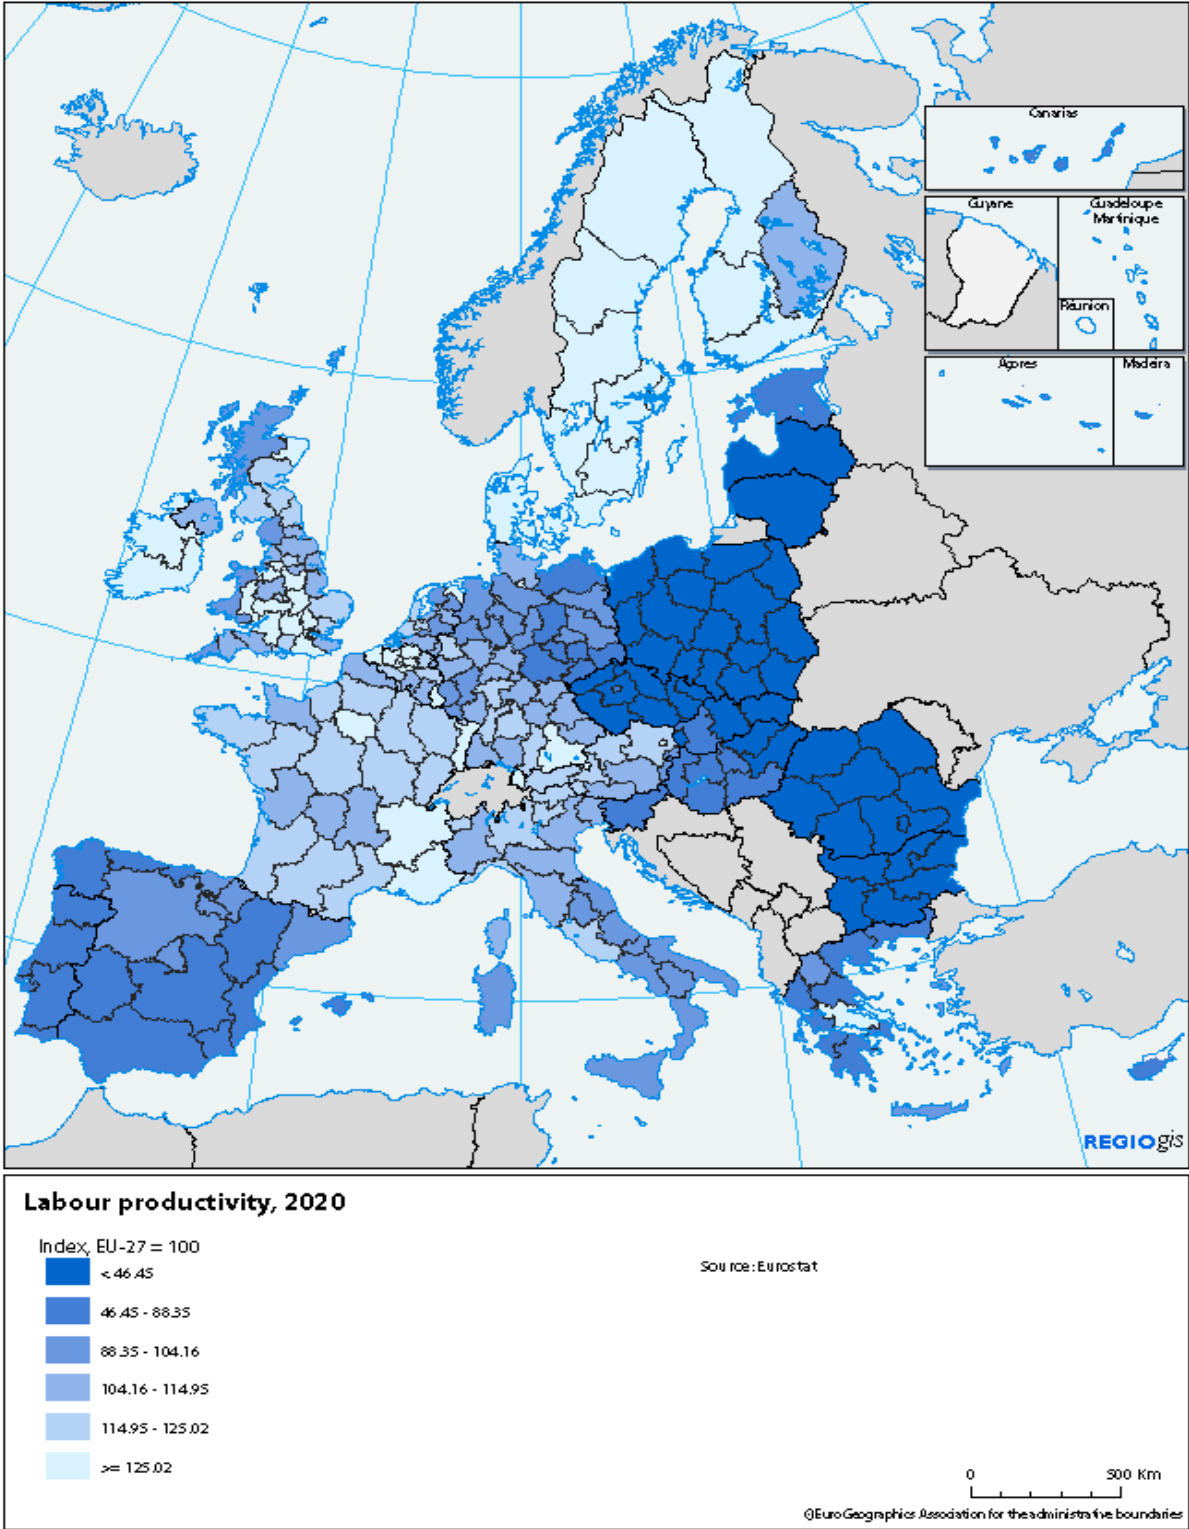 Canarias
Guyane
Guadeloupe
Martinique
Réunion
Açores
Madeira
REGIOgis
Labour productivity, 2020
Index, EU-27 = 100
< 46.45
46.45 - 88.35
88.35 - 104.16
104.16 - 114.95
114.95 - 125.02
>= 125.02
Source: Eurostat
0 500 Km
©EuroGeographics Association for the administrative boundaries